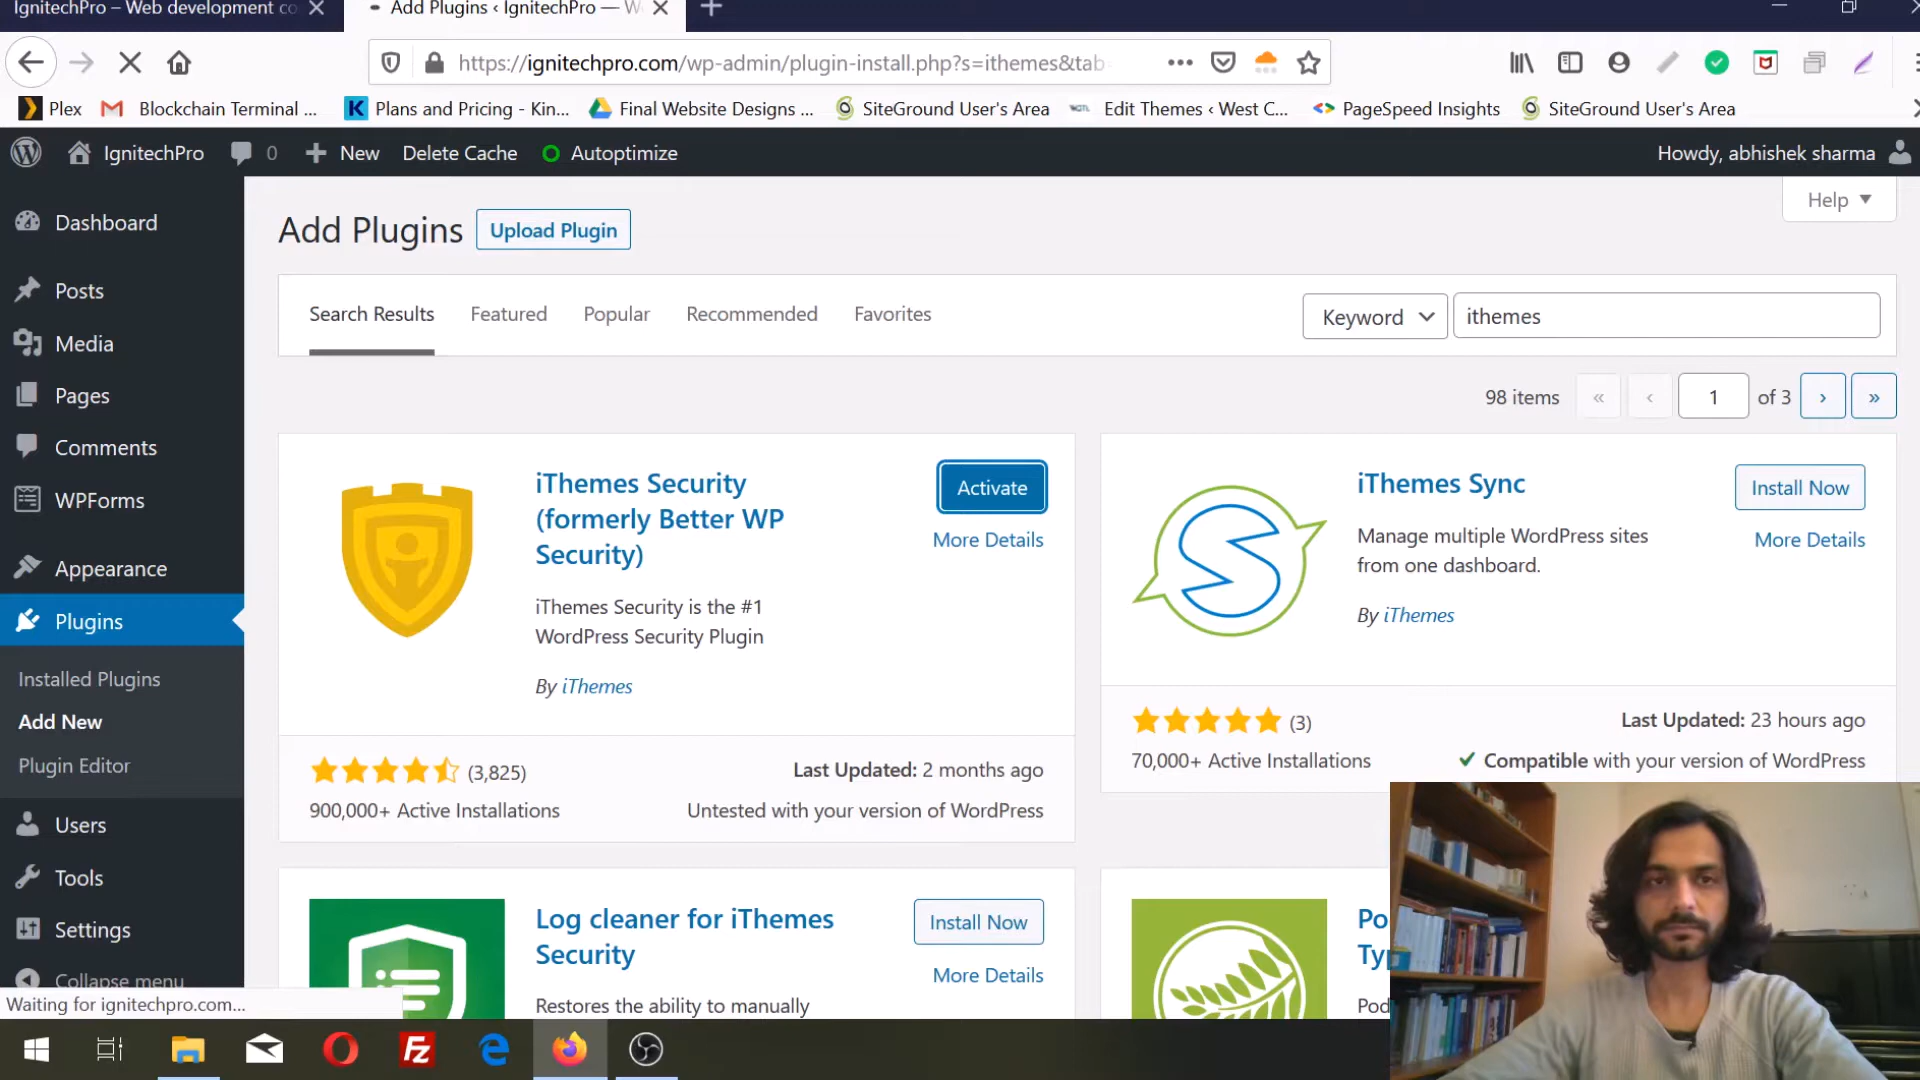 IgnitechPro – Web development co
Add Plugins ‹ IgnitechPro — W
https://ignitechpro.com/wp-admin/plugin-install.php?s=ithemes&tab
Plex
Blockchain Terminal ...
Plans and Pricing - Kin...
Final Website Designs ...
SiteGround User's Area
Edit Themes ‹ West C...
PageSpeed Insights
SiteGround User's Area
IgnitechPro
0
New
Delete Cache
Autoptimize
Howdy, abhishek sharma
Dashboard
Posts
Media
Pages
Comments
WPForms
Appearance
Plugins
Installed Plugins
Add New
Plugin Editor
Users
Tools
Settings
Collapse menu
Help
Add Plugins
Upload Plugin
Search Results
Featured
Popular
Recommended
Favorites
Keyword
ithemes
98 items
«
‹
1
of 3
›
»
iThemes Security
(formerly Better WP
Security)
Activate
More Details
iThemes Security is the #1
WordPress Security Plugin
By iThemes
(3,825)
Last Updated: 2 months ago
900,000+ Active Installations
Untested with your version of WordPress
iThemes Sync
Install Now
More Details
Manage multiple WordPress sites
from one dashboard.
By iThemes
(3)
Last Updated: 23 hours ago
70,000+ Active Installations
Compatible with your version of WordPress
Log cleaner for iThemes
Security
Install Now
More Details
Restores the ability to manually
Po
Ty
Pod
Waiting for ignitechpro.com...